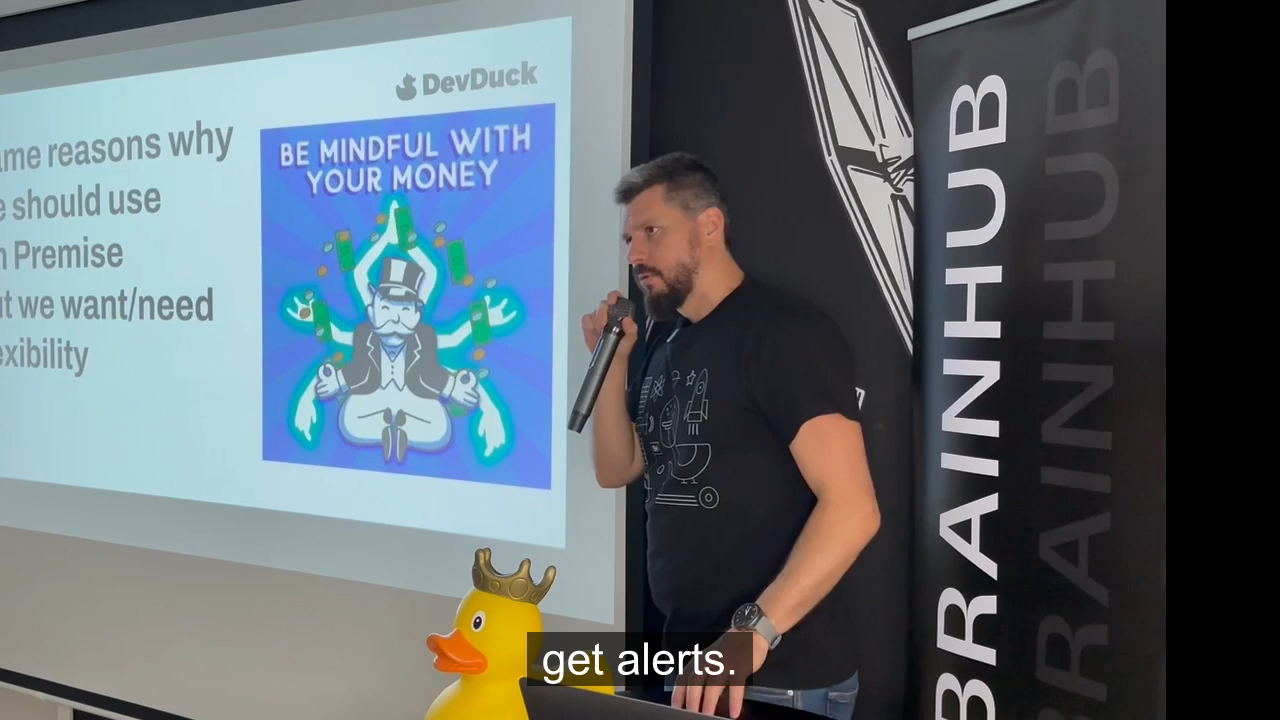 DevDuck
ame reasons why
e should use
n Premise
ut we want/need
exibility
BE MINDFUL WITH
YOUR MONEY
BRAINHUB
BRAINHUB
get alerts.